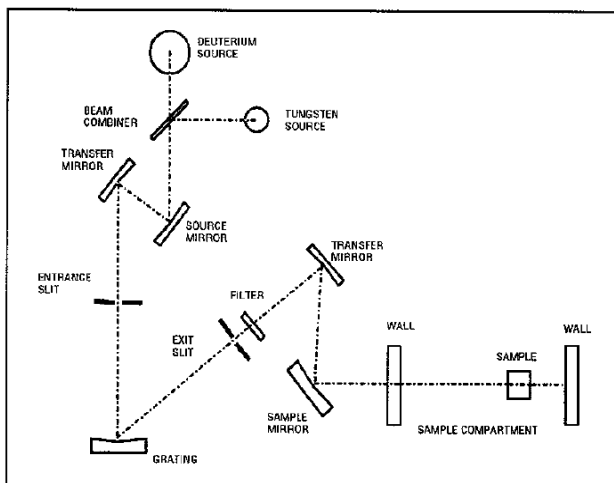 DEUTERIUM
SOURCE
BEAM
COMBINER
TUNGSTEN
SOURCE
TRANSFER
MIRROR
SOURCE
MIRROR
TRANSFER
MIRROR
ENTRANCE
SLIT
FILTER
EXIT
SLIT
WALL
WALL
SAMPLE
SAMPLE
MIRROR
SAMPLE COMPARTMENT
GRATING